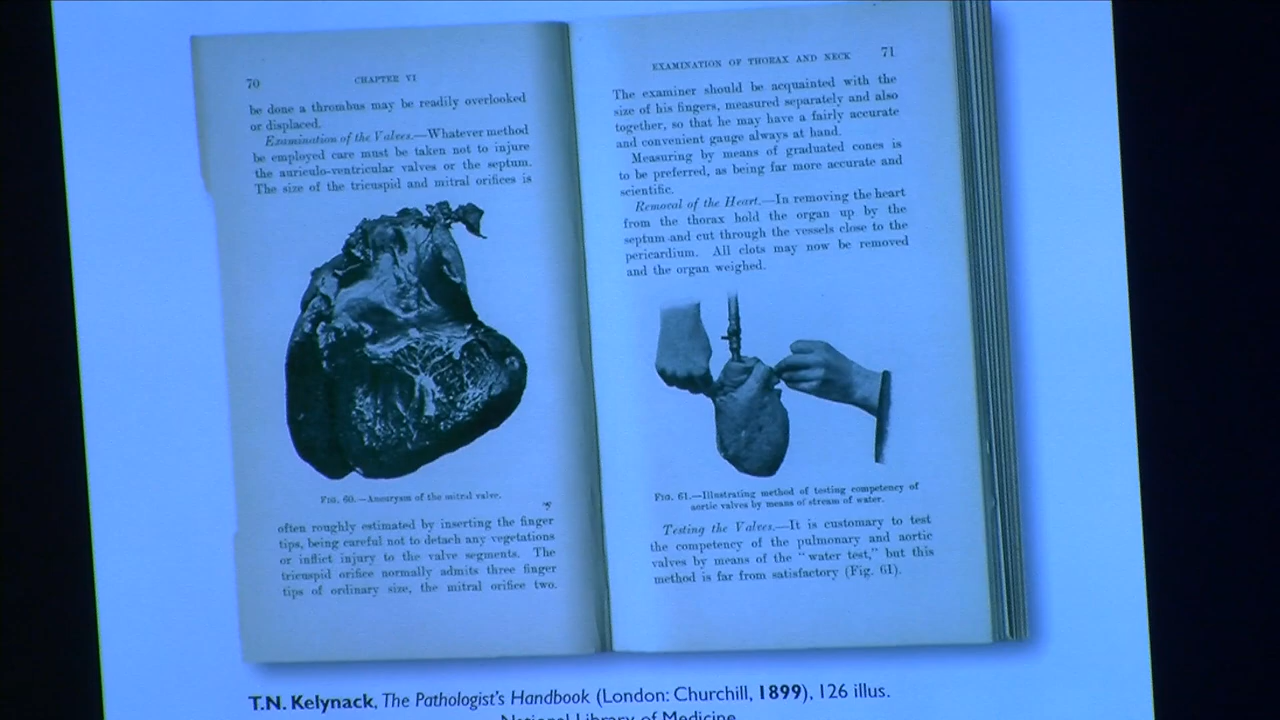 70
CHAPTER VI
be done a thrombus may be readily overlooked
or displaced.
Examination of the Valves.—Whatever method
be employed care must be taken not to injure
the auriculo-ventricular valves or the septum.
The size of the tricuspid and mitral orifices is
FIG. 60.—Aneurysm of the mitral valve.
often roughly estimated by inserting the finger
tips, being careful not to detach any vegetations
or inflict injury to the valve segments. The
tricuspid orifice normally admits three finger
tips of ordinary size, the mitral orifice two.
EXAMINATION OF THORAX AND NECK
71
The examiner should be acquainted with the
size of his fingers, measured separately and also
together, so that he may have a fairly accurate
and convenient gauge always at hand.
Measuring by means of graduated cones is
to be preferred, as being far more accurate and
scientific.
Removal of the Heart.—In removing the heart
from the thorax hold the organ up by the
septum and cut through the vessels close to the
pericardium. All clots may now be removed
and the organ weighed.
FIG. 61.—Illustrating method of testing competency of
aortic valves by means of stream of water.
Testing the Valves.—It is customary to test
the competency of the pulmonary and aortic
valves by means of the "water test," but this
method is far from satisfactory (Fig. 61).
T.N. Kelynack, The Pathologist's Handbook (London: Churchill, 1899), 126 illus.
National Library of Medicine